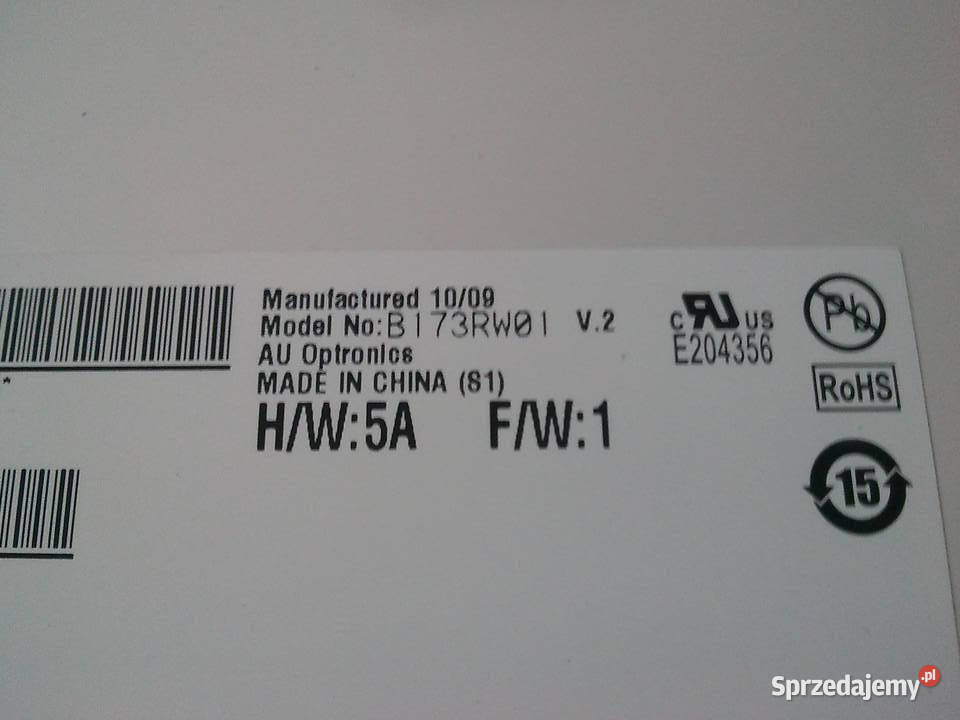 Manufactured 10/09
Model No:B173RW01 V.2
AU Optronics
MADE IN CHINA (S1)
H/W:5A F/W:1
c RU US
E204356
Pb
RoHS
15
*
Sprzedajemy.pl